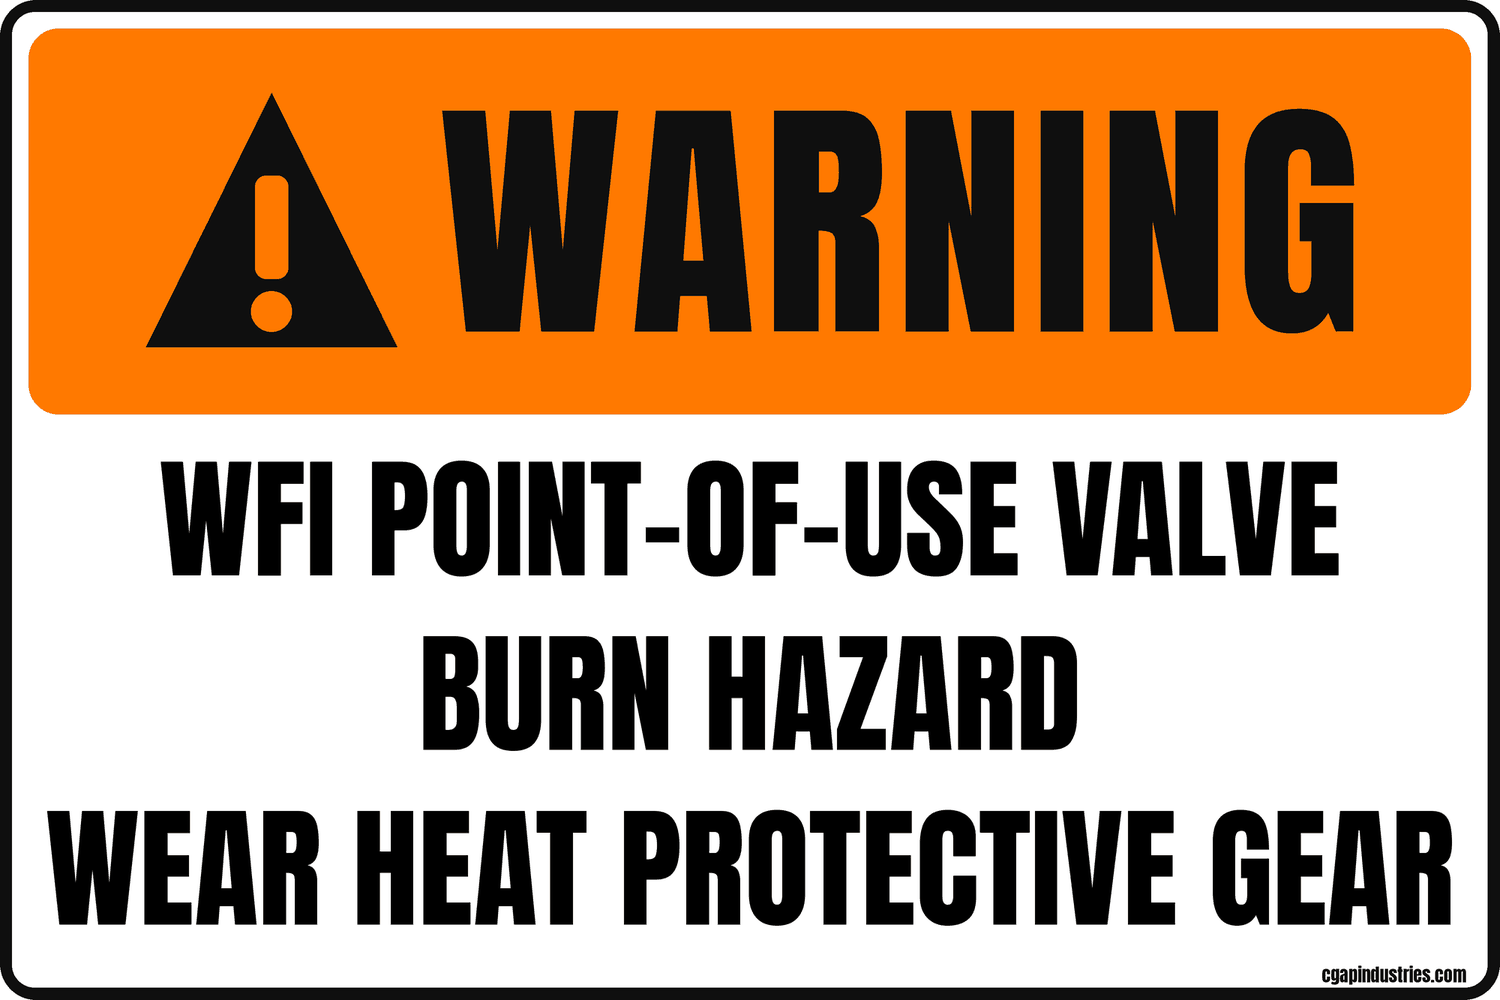 WARNING
WFI POINT-OF-USE VALVE
BURN HAZARD
WEAR HEAT PROTECTIVE GEAR
cgapindustries.com